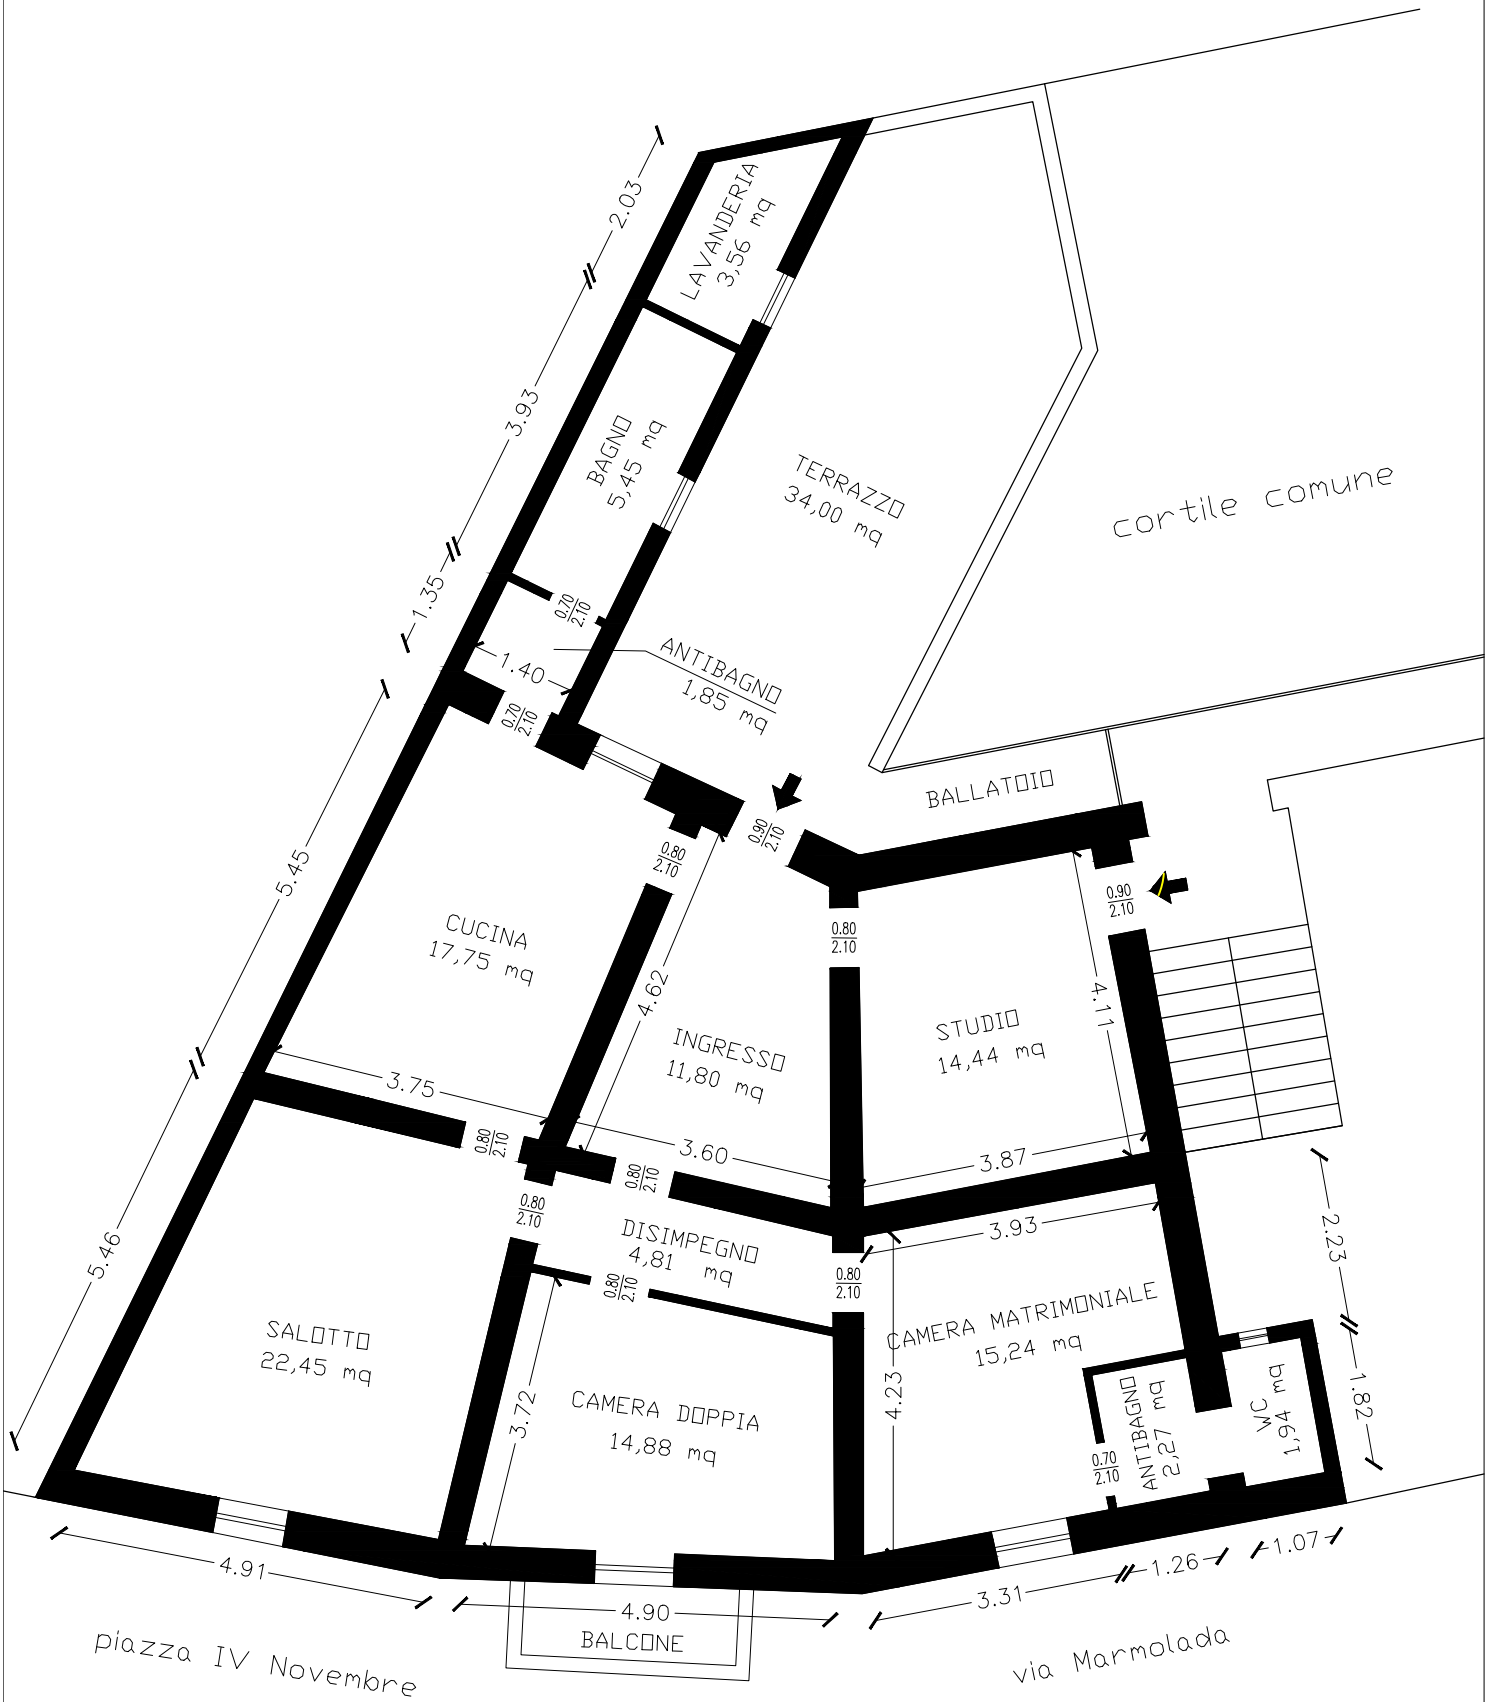 2.03
LAVANDERIA
3,56 mq
3.93
BAGNO
5,45 mq
TERRAZZO
34,00 mq
cortile comune
1.35
0.70
2.10
1.40
ANTIBAGNO
1,85 mq
0.70
2.10
BALLATOIO
0.90
2.10
0.80
2.10
5.45
CUCINA
17,75 mq
0.90
2.10
0.80
2.10
4.62
4.11
STUDIO
14,44 mq
INGRESSO
11,80 mq
3.75
0.80
2.10
3.60
0.80
2.10
3.87
0.80
2.10
3.93
2.23
DISIMPEGNO
4,81 mq
5.46
0.80
2.10
0.80
2.10
SALOTTO
22,45 mq
CAMERA MATRIMONIALE
15,24 mq
3.72
CAMERA DOPPIA
14,88 mq
4.23
ANTIBAGNO
2,27 mq
WC
1,94 mq
1.82
0.70
2.10
4.91
4.90
3.31
1.26
1.07
BALCONE
piazza IV Novembre
via Marmolada